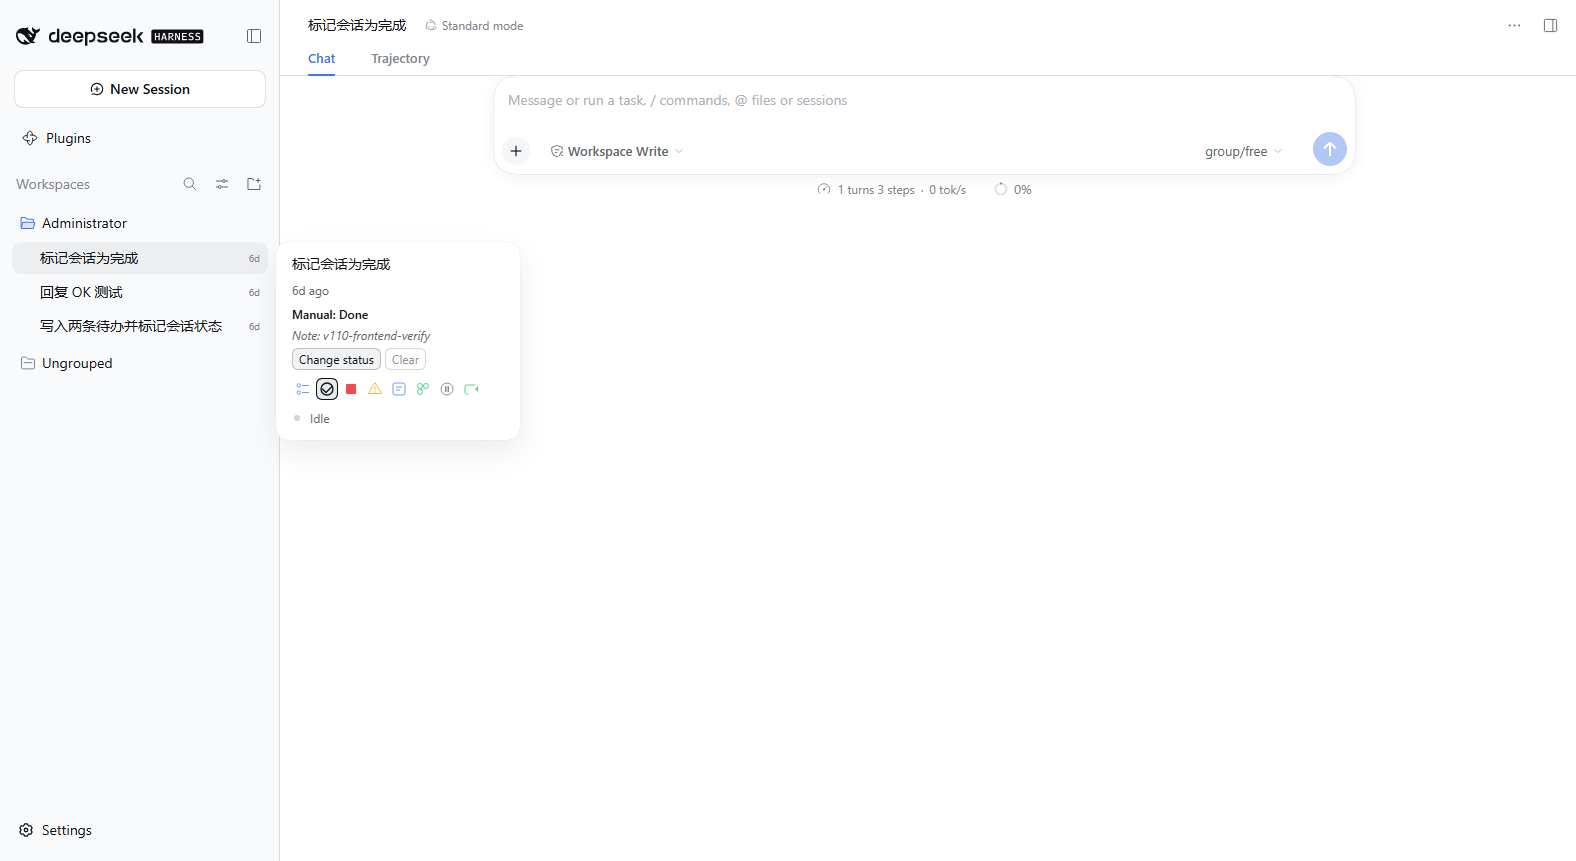 deepseek HARNESS
New Session
Plugins
Workspaces
Administrator
标记会话为完成 6d
回复 OK 测试 6d
写入两条待办并标记会话状态 6d
Ungrouped
Settings
标记会话为完成 Standard mode
Chat Trajectory
Message or run a task, / commands, @ files or sessions
Workspace Write group/free
1 turns 3 steps · 0 tok/s 0%
标记会话为完成
6d ago
Manual: Done
Note: v110-frontend-verify
Change status Clear
Idle